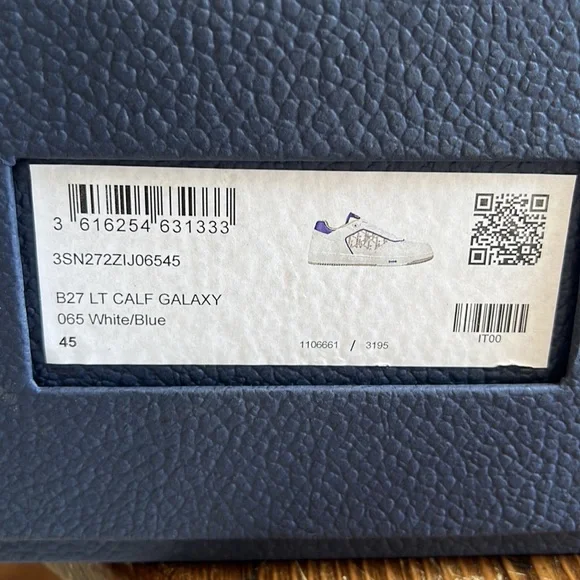 3 616254 631333
3SN272ZIJ06545
B27 LT CALF GALAXY
065 White/Blue
45
1106661 / 3195
IT00